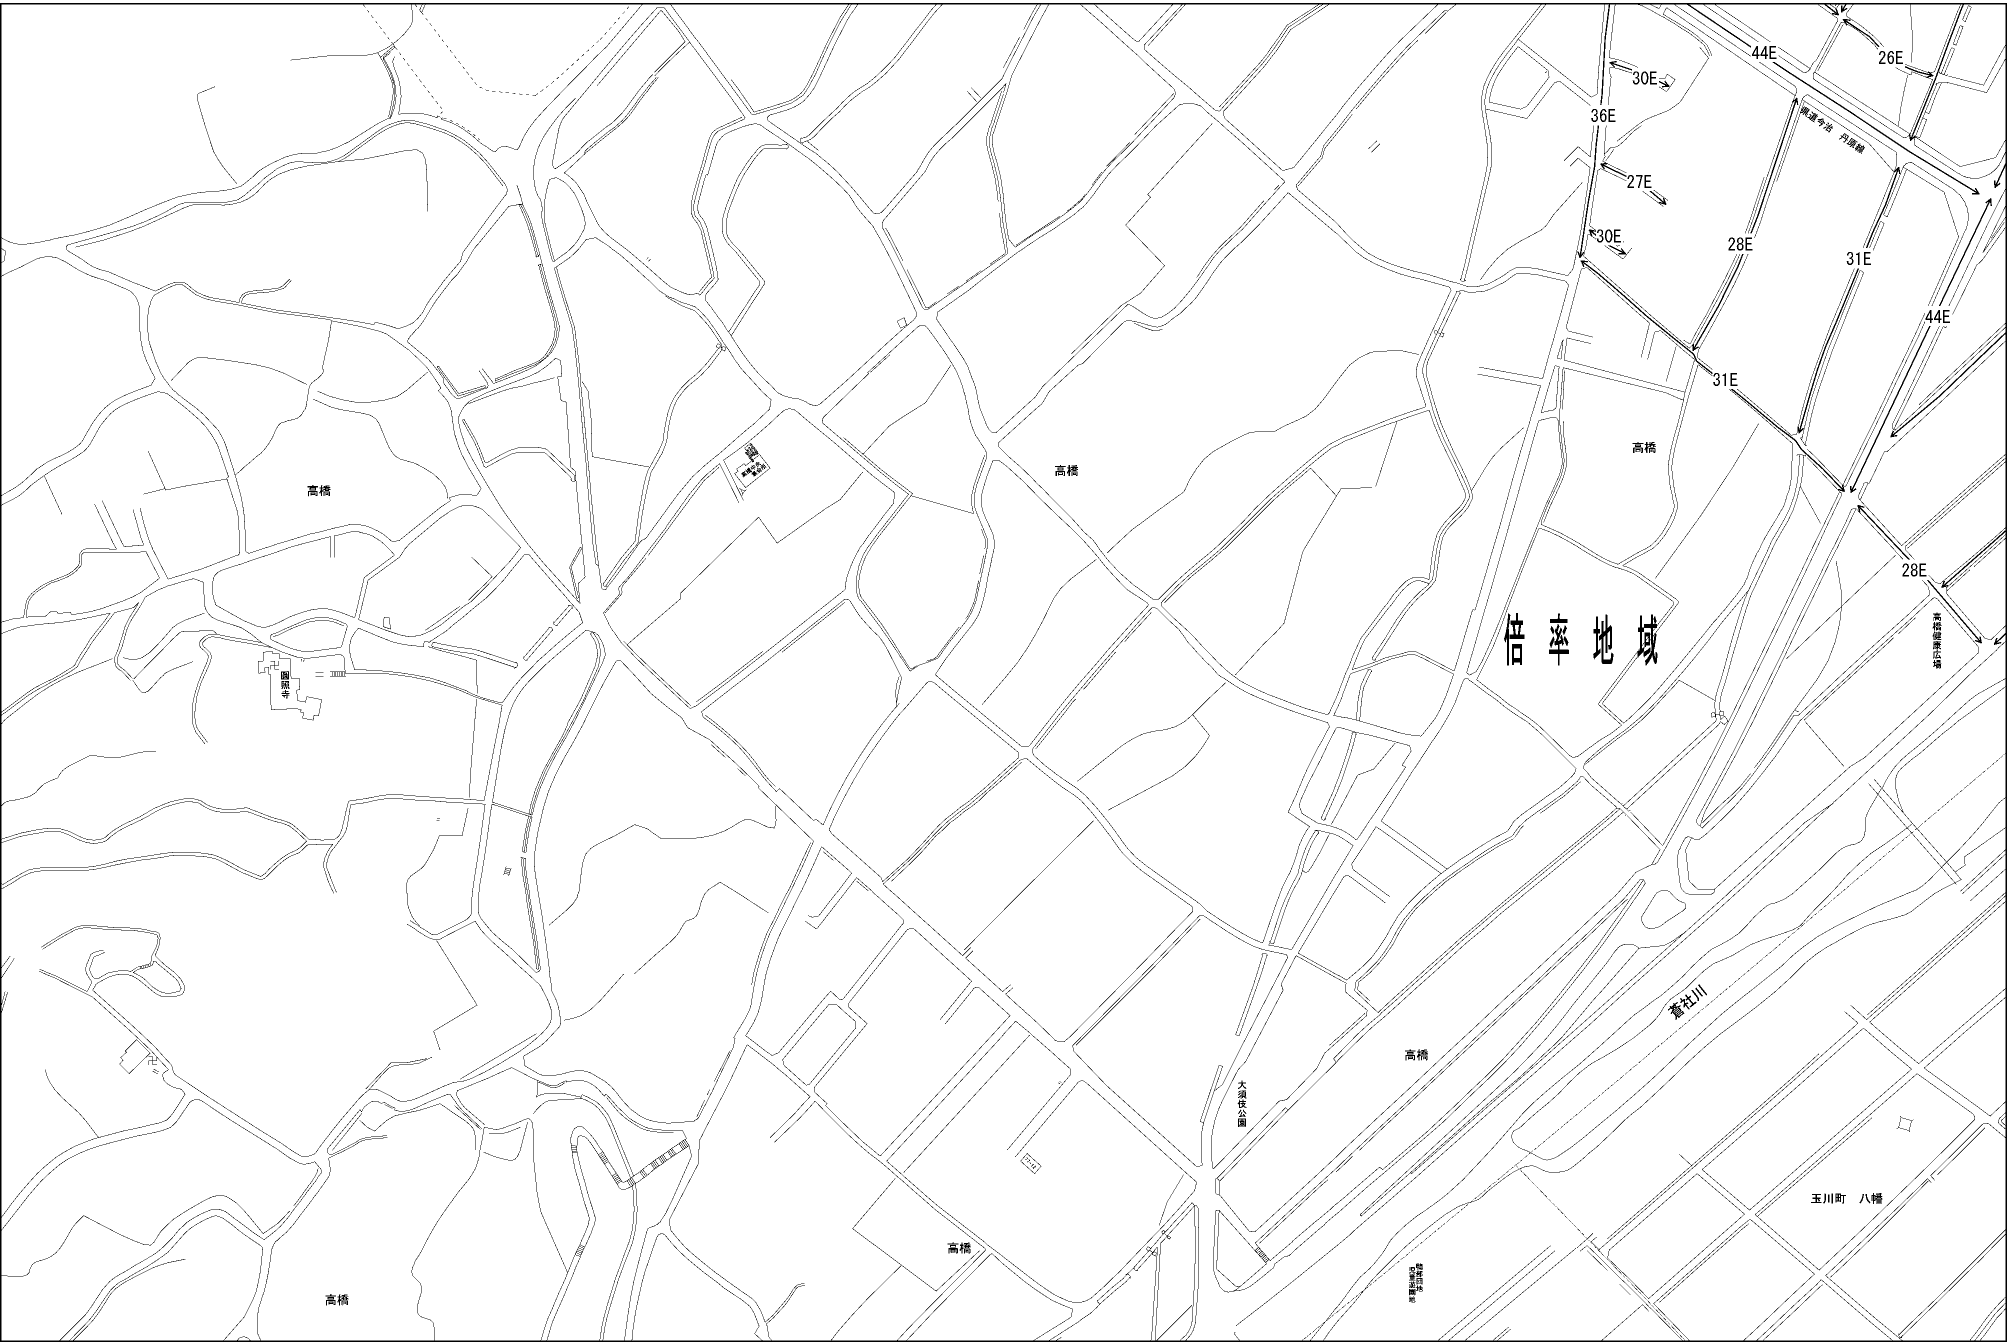 44E
26E
30E
36E
県道今治 丹原線
27E
30E
28E
31E
44E
31E
高橋
高橋
高橋
28E
倍率地域
高橋健康広場
圓照寺
蒼社川
高橋
大須伎公園
玉川町 八幡
高橋
高橋